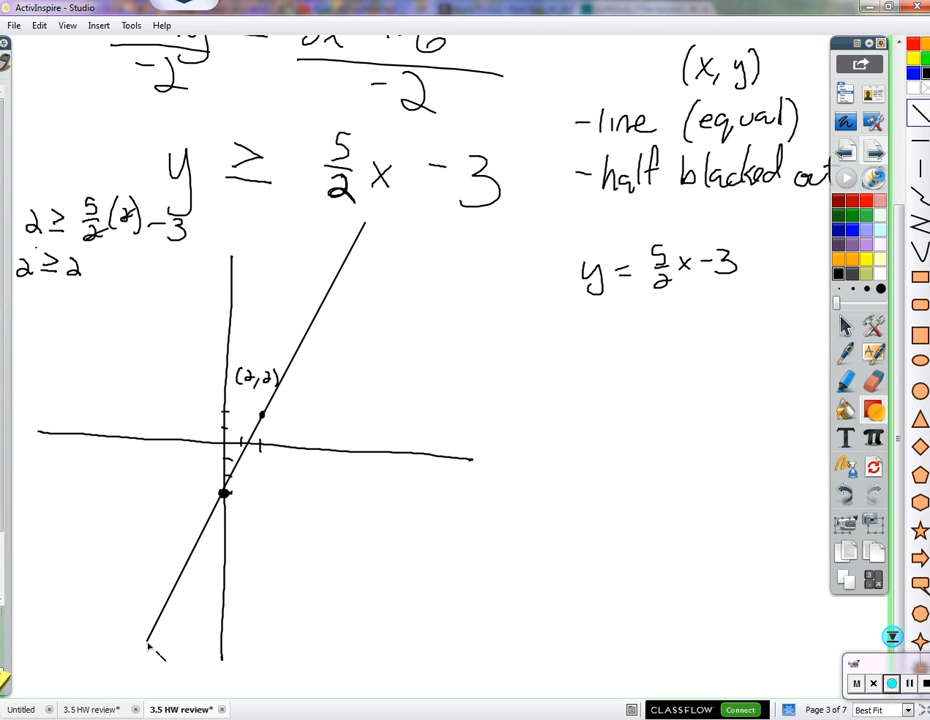 ActivInspire - Studio
File Edit View Insert Tools Help
-2 -2
(x, y)
-line (equal)
-half blacked out
y ≥ 5/2 x - 3
2 ≥ 5/2 (2) - 3
2 ≥ 2
y = 5/2 x - 3
(2,2)
Untitled 3.5 HW review* 3.5 HW review*
CLASSFLOW Connect
Page 3 of 7 Best Fit
M